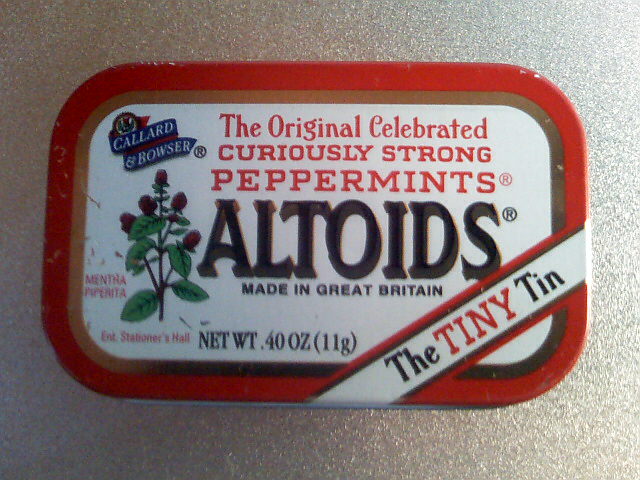 CALLARD
& BOWSER®
The Original Celebrated
CURIOUSLY STRONG
PEPPERMINTS®
ALTOIDS®
MADE IN GREAT BRITAIN
MENTHA
PIPERITA
Ent. Stationer's Hall
NET WT .40 OZ (11g)
The TINY Tin